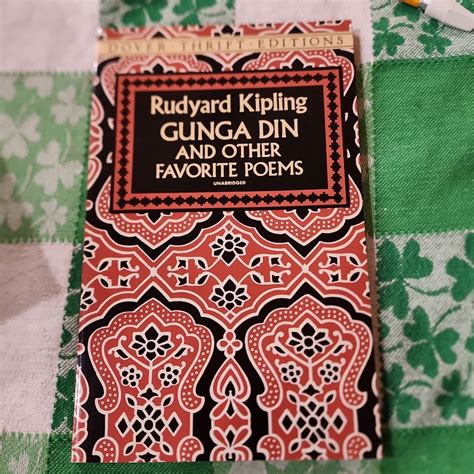 DOVER · THRIFT · EDITIONS
Rudyard Kipling
GUNGA DIN
AND OTHER
FAVORITE POEMS
UNABRIDGED